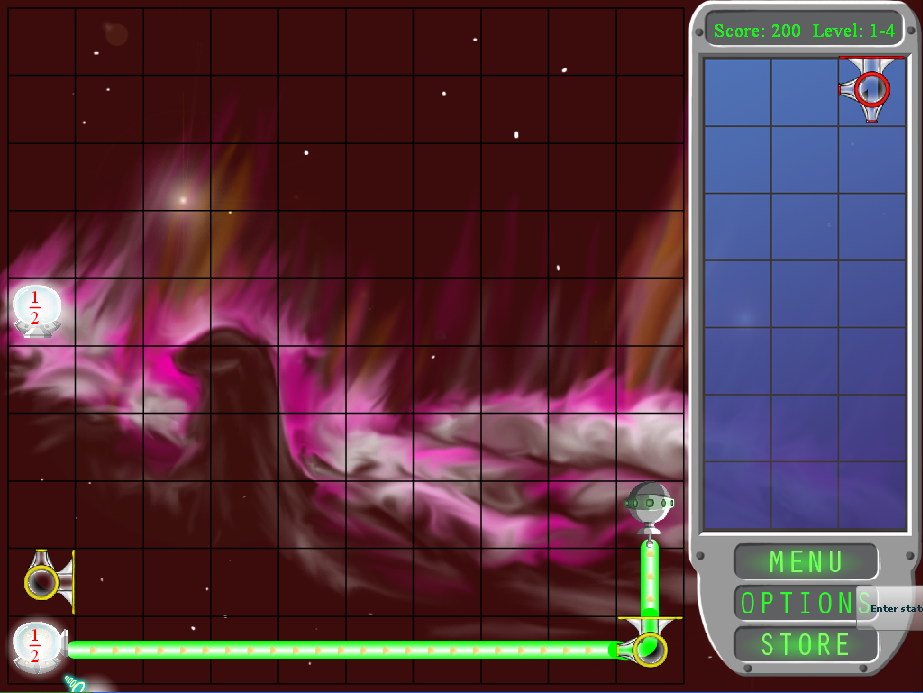 Score: 200 Level: 1-4
1
2
MENU
OPTIONS
Enter stat
1
2
STORE